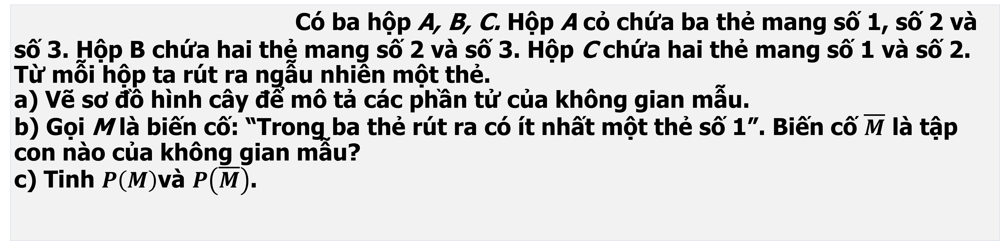 Có ba hộp A, B, C. Hộp A cỏ chứa ba thẻ mang số 1, số 2 và
số 3. Hộp B chứa hai thẻ mang số 2 và số 3. Hộp C chứa hai thẻ mang số 1 và số 2.
Từ mỗi hộp ta rút ra ngẫu nhiên một thẻ.
a) Vẽ sơ đồ hình cây để mô tả các phần tử của không gian mẫu.
b) Gọi M là biến cố: “Trong ba thẻ rút ra có ít nhất một thẻ số 1”. Biến cố \overline{M} là tập
con nào của không gian mẫu?
c) Tinh P(M)và P(\overline{M}).